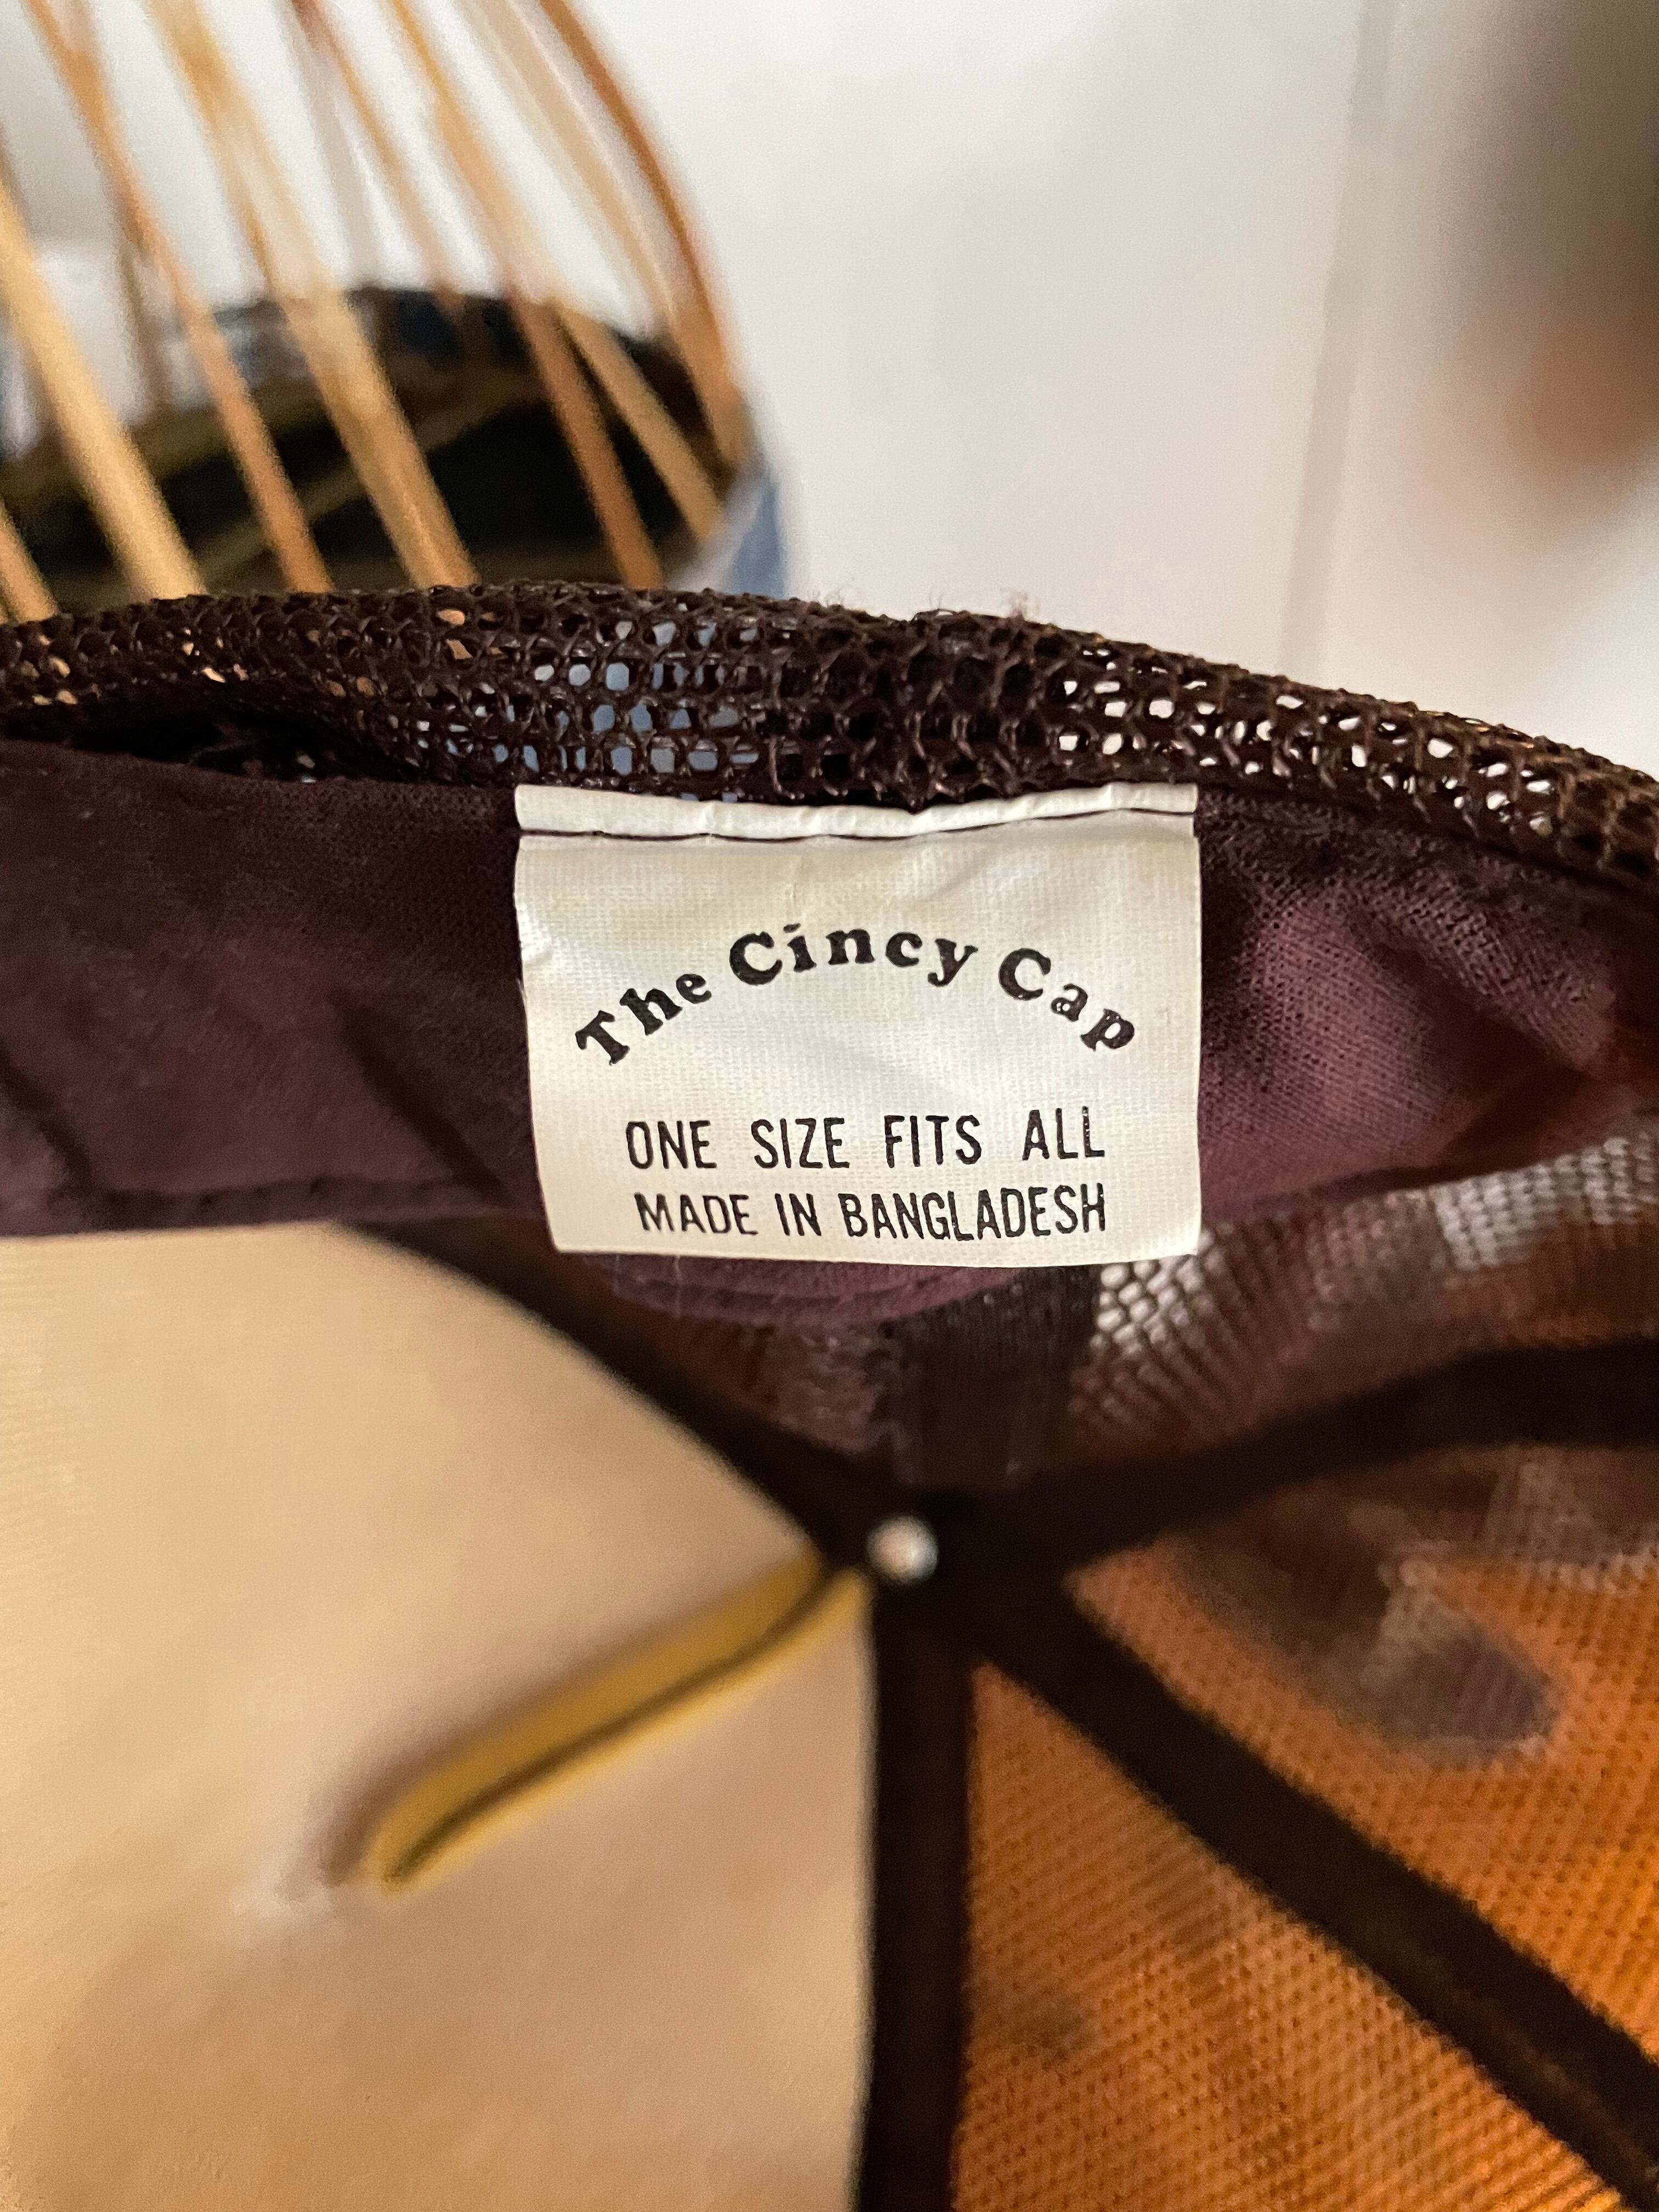 The Cincy Cap
ONE SIZE FITS ALL
MADE IN BANGLADESH